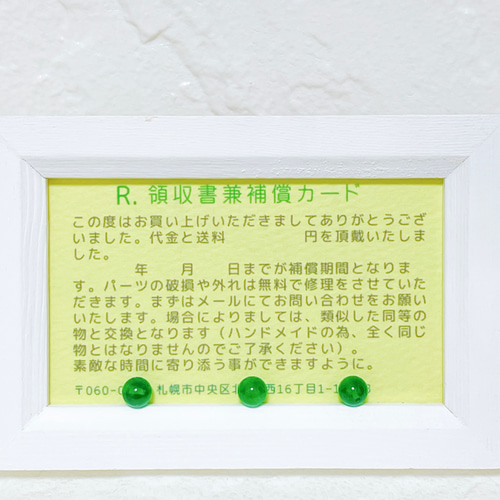 R. 領収書兼補償カード
この度はお買い上げいただきましてありがとうござ
いました。代金と送料 円を頂戴いたしま
した。
年 月 日までが補償期間となりま
す。パーツの破損や外れは無料で修理をさせていた
だきます。まずはメールにてお問い合わせをお願い
いたします。場合によりましては、類似した同等の
物と交換となります（ハンドメイドの為、全く同じ
物とはなりませんのでご了承ください）。
素敵な時間に寄り添う事ができますように。
〒060-0 札幌市中央区北 西16丁目1-1 3